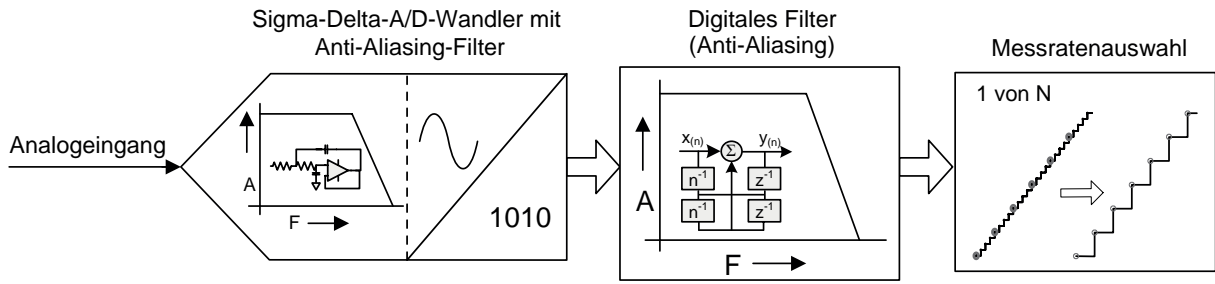 Sigma-Delta-A/D-Wandler mit
Anti-Aliasing-Filter
Digitales Filter
(Anti-Aliasing)
Messratenauswahl
Analogeingang
A
F
1010
x(n)
Σ
y(n)
n-1
z-1
n-1
z-1
A
F
1 von N